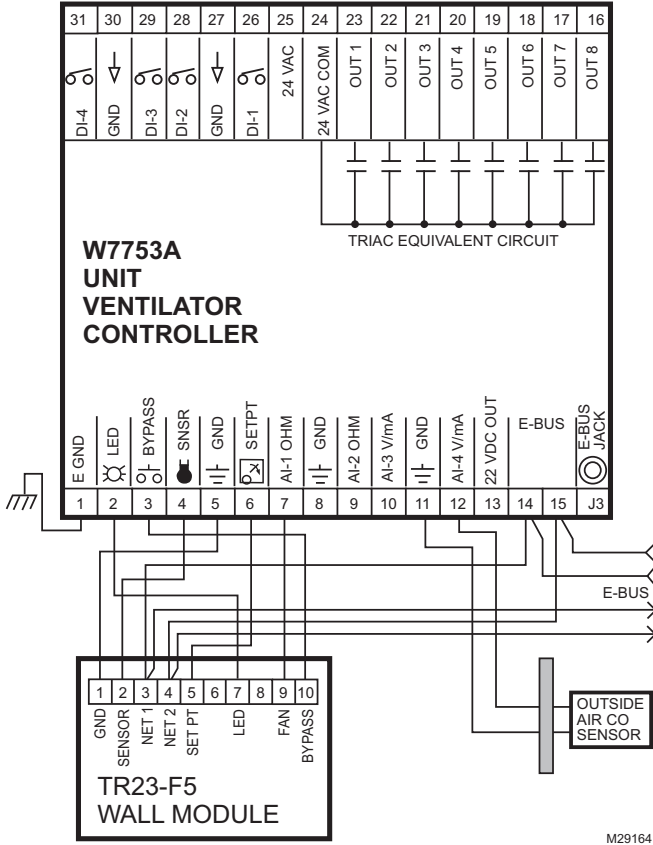 31 30 29 28 27 26 25 24 23 22 21 20 19 18 17 16
DI-4
GND
DI-3
DI-2
GND
DI-1
24 VAC
24 VAC COM
OUT 1
OUT 2
OUT 3
OUT 4
OUT 5
OUT 6
OUT 7
OUT 8
TRIAC EQUIVALENT CIRCUIT
W7753A
UNIT
VENTILATOR
CONTROLLER
E GND
LED
BYPASS
SNSR
GND
SETPT
AI-1 OHM
GND
AI-2 OHM
AI-3 V/mA
GND
AI-4 V/mA
22 VDC OUT
E-BUS
E-BUS
JACK
1 2 3 4 5 6 7 8 9 10 11 12 13 14 15 J3
E-BUS
1 2 3 4 5 6 7 8 9 10
GND
SENSOR
NET 1
NET 2
SET PT
LED
FAN
BYPASS
TR23-F5
WALL MODULE
OUTSIDE
AIR CO
SENSOR
M29164